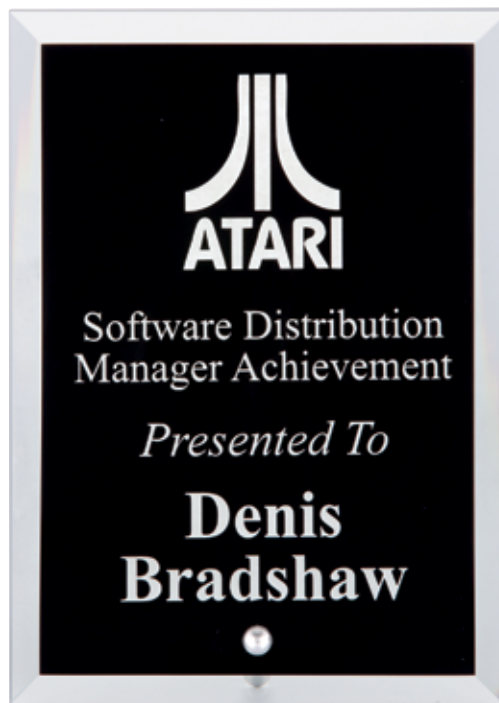 ATARI
Software Distribution
Manager Achievement
Presented To
Denis
Bradshaw